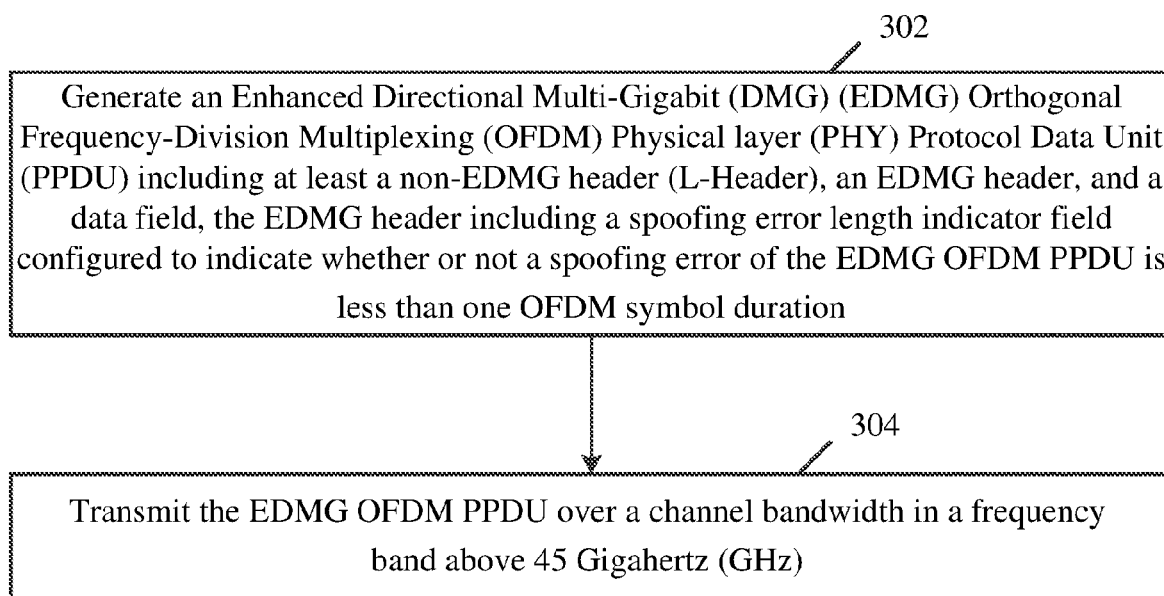 302
Generate an Enhanced Directional Multi-Gigabit (DMG) (EDMG) Orthogonal
Frequency-Division Multiplexing (OFDM) Physical layer (PHY) Protocol Data Unit
(PPDU) including at least a non-EDMG header (L-Header), an EDMG header, and a
data field, the EDMG header including a spoofing error length indicator field
configured to indicate whether or not a spoofing error of the EDMG OFDM PPDU is
less than one OFDM symbol duration
304
Transmit the EDMG OFDM PPDU over a channel bandwidth in a frequency
band above 45 Gigahertz (GHz)